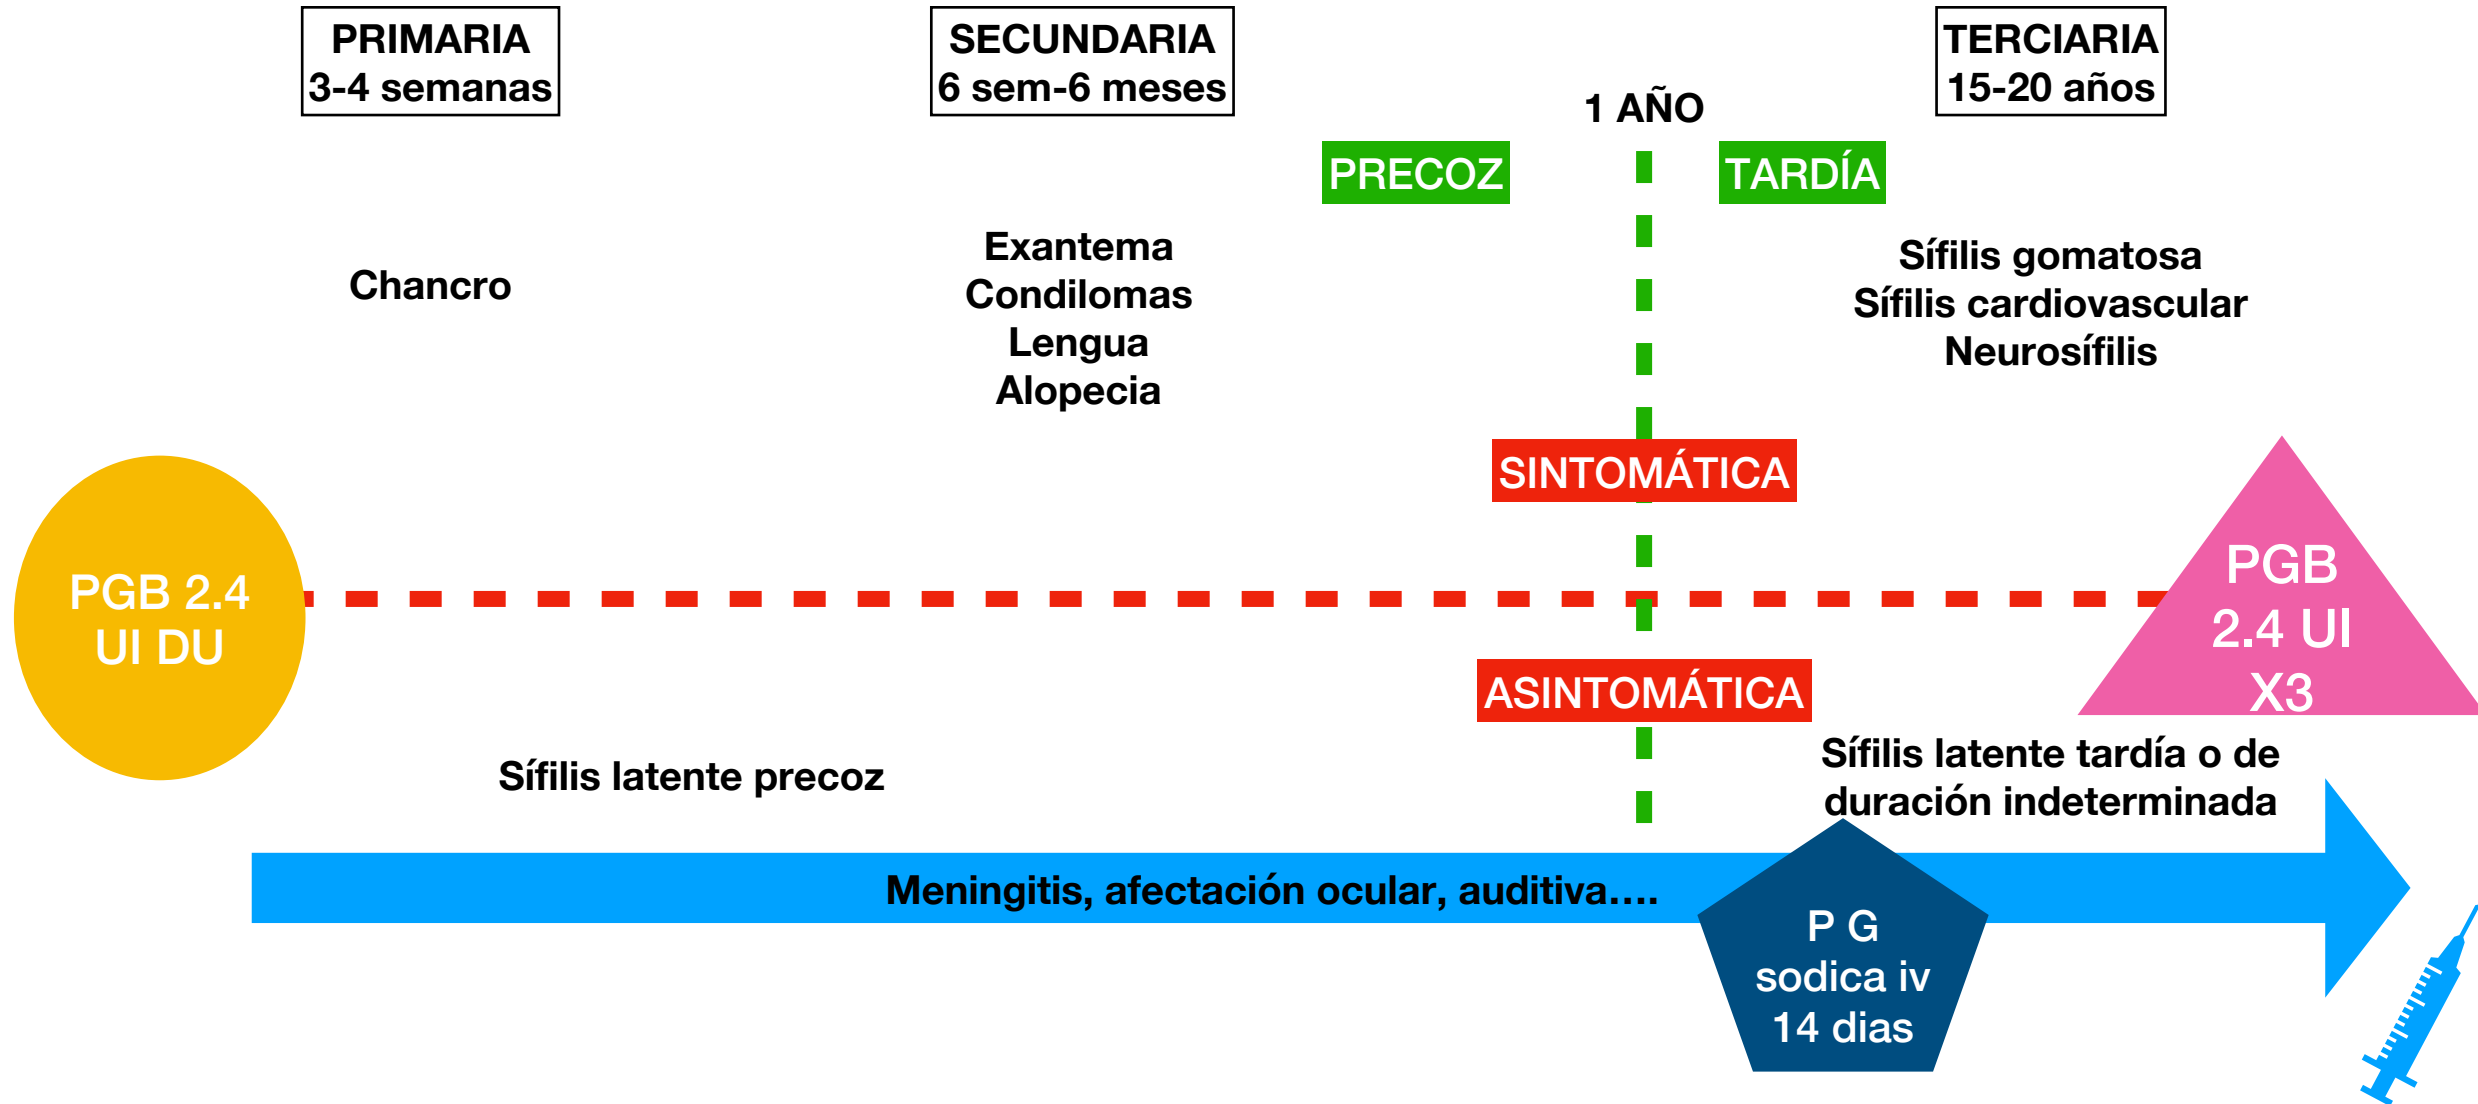 PRIMARIA
3-4 semanas
SECUNDARIA
6 sem-6 meses
TERCIARIA
15-20 años
1 AÑO
PRECOZ
TARDÍA
Chancro
Exantema
Condilomas
Lengua
Alopecia
Sífilis gomatosa
Sífilis cardiovascular
Neurosífilis
SINTOMÁTICA
PGB 2.4
UI DU
PGB
2.4 UI
X3
ASINTOMÁTICA
Sífilis latente precoz
Sífilis latente tardía o de
duración indeterminada
Meningitis, afectación ocular, auditiva....
P G
sodica iv
14 dias